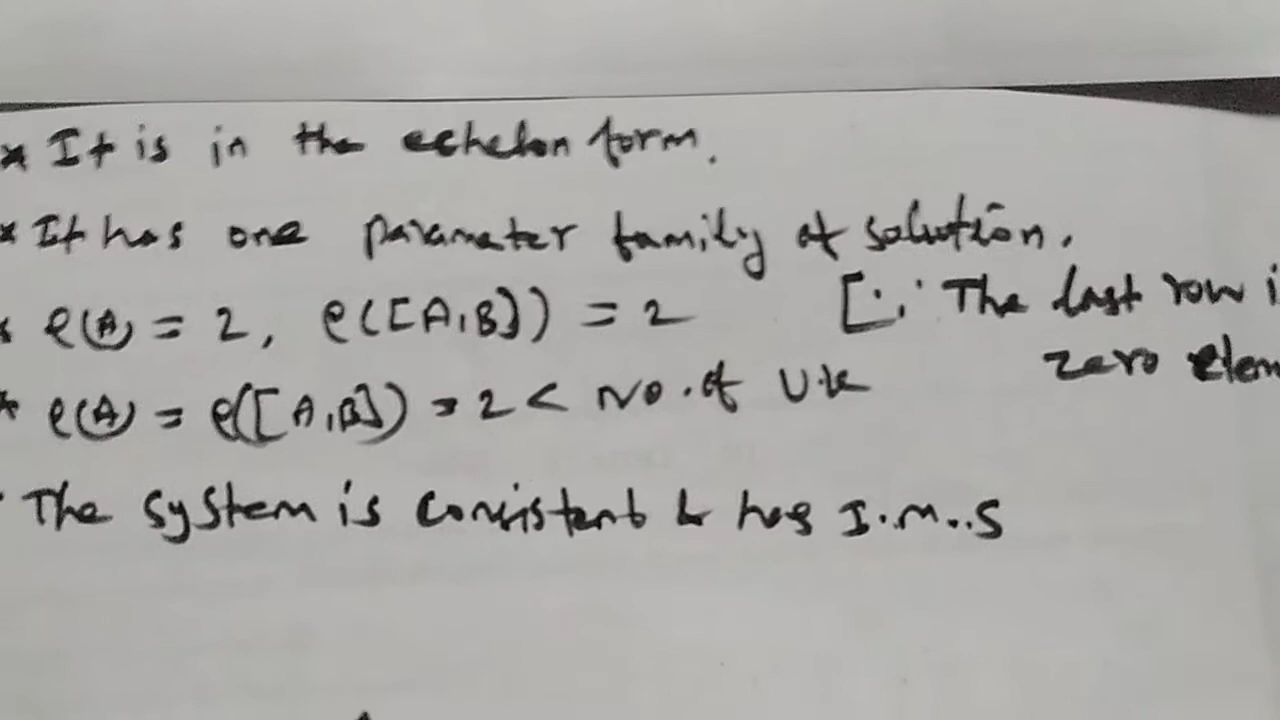 * It is in the echelon form.
* It has one parameter family of solution.
* ρ(A) = 2, ρ([A,B]) = 2 [∵ The last row i
zero elem
* ρ(A) = ρ([A,B]) = 2 < No. of U.K
The system is consistent & has I.M..S